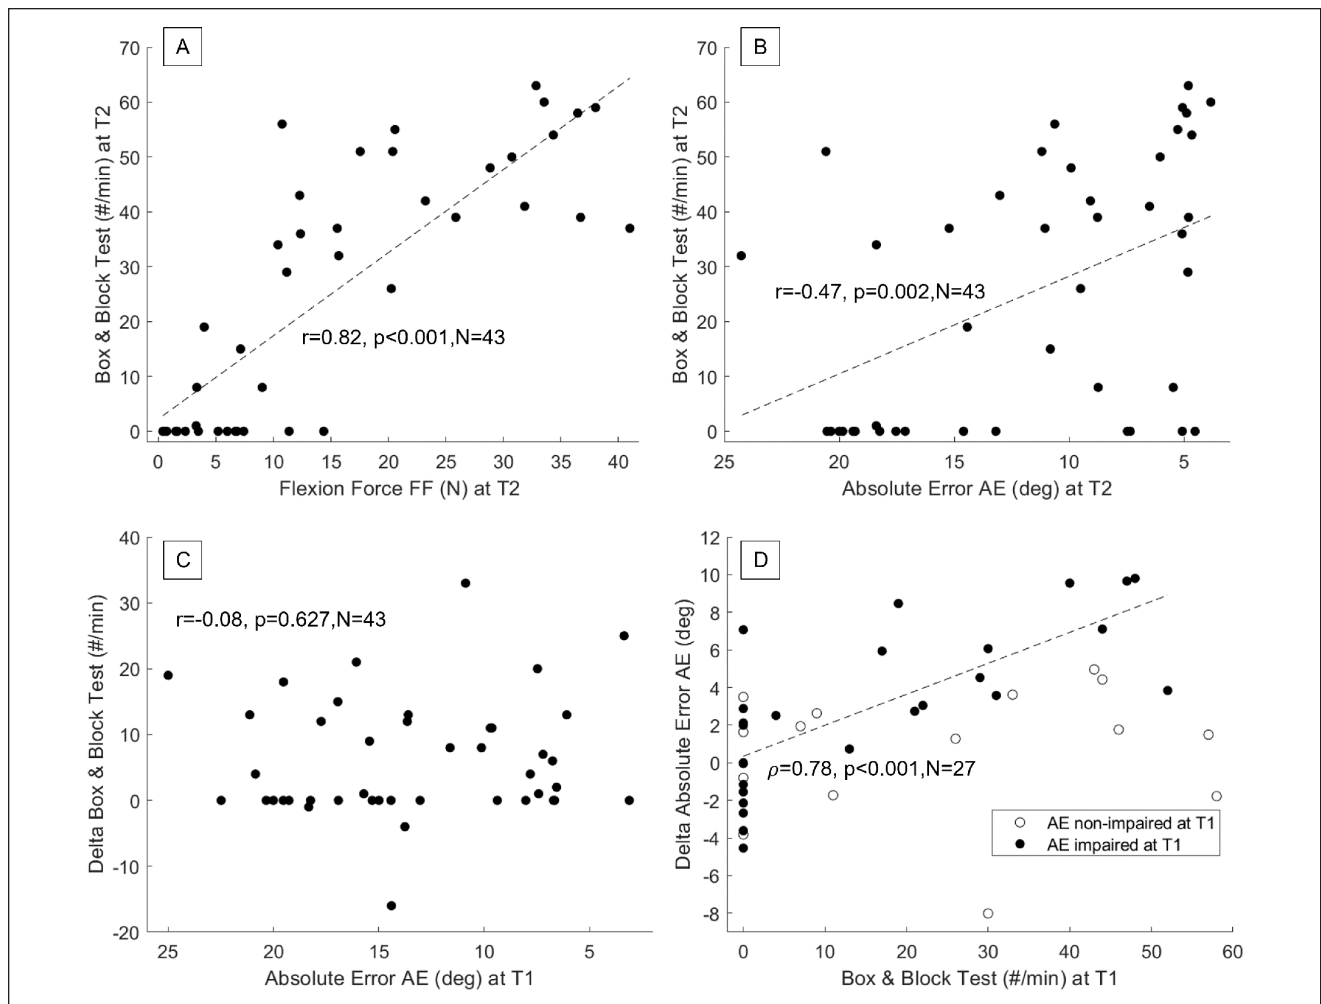 A
70
60
50
40
30
20
10
0
Box & Block Test (#/min) at T2
r=0.82, p<0.001,N=43
0 5 10 15 20 25 30 35 40
Flexion Force FF (N) at T2
B
70
60
50
40
30
20
10
0
Box & Block Test (#/min) at T2
r=-0.47, p=0.002,N=43
25 20 15 10 5
Absolute Error AE (deg) at T2
C
40
30
20
10
0
-10
-20
Delta Box & Block Test (#/min)
r=-0.08, p=0.627,N=43
25 20 15 10 5
Absolute Error AE (deg) at T1
D
12
10
8
6
4
2
0
-2
-4
-6
-8
Delta Absolute Error AE (deg)
ρ=0.78, p<0.001,N=27
AE non-impaired at T1
AE impaired at T1
0 10 20 30 40 50 60
Box & Block Test (#/min) at T1